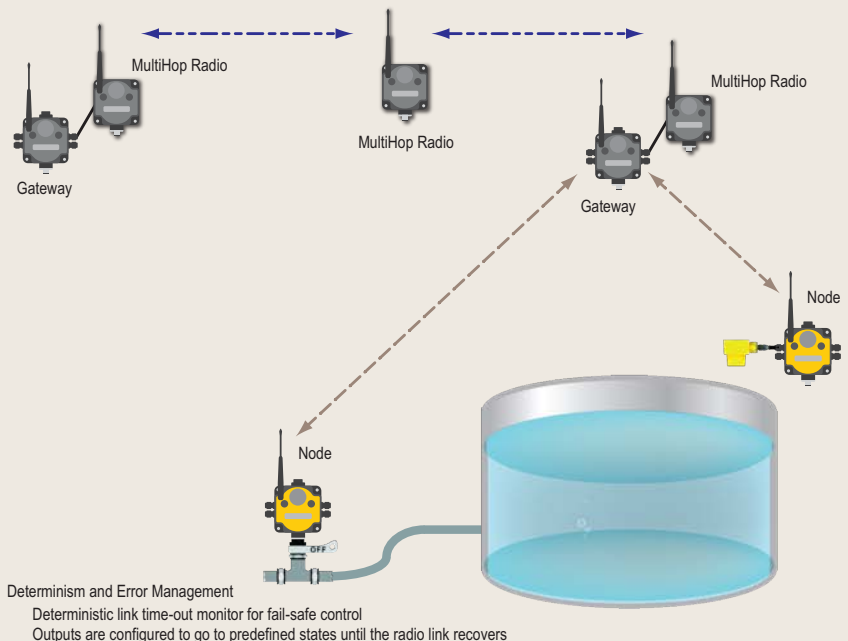 MultiHop Radio
MultiHop Radio
MultiHop Radio
Gateway
Gateway
Node
Node
OFF
Determinism and Error Management
Deterministic link time-out monitor for fail-safe control
Outputs are configured to go to predefined states until the radio link recovers